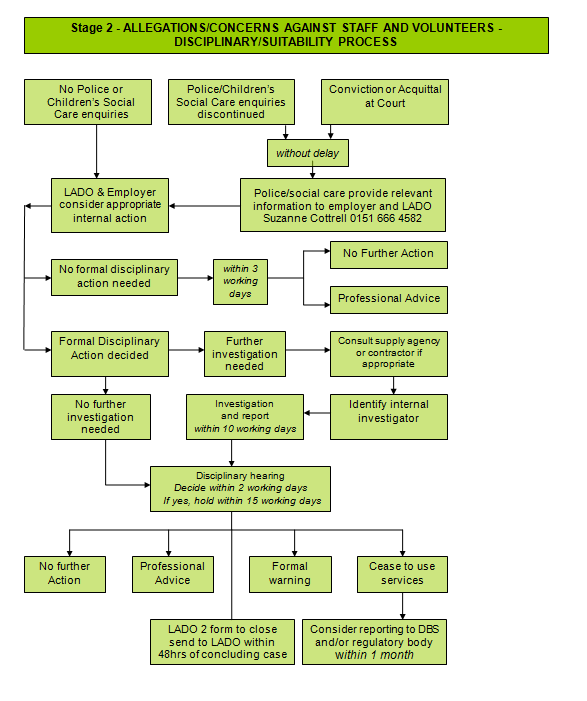 Stage 2 - ALLEGATIONS/CONCERNS AGAINST STAFF AND VOLUNTEERS -
DISCIPLINARY/SUITABILITY PROCESS
No Police or
Children's Social
Care enquiries
Police/Children's
Social Care enquiries
discontinued
Conviction or Acquittal
at Court
without delay
LADO & Employer
consider appropriate
internal action
Police/social care provide relevant
information to employer and LADO
Suzanne Cottrell 0151 666 4582
No formal disciplinary
action needed
within 3
working
days
No Further Action
Professional Advice
Formal Disciplinary
Action decided
Further
investigation
needed
Consult supply agency
or contractor if
appropriate
No further
investigation
needed
Investigation
and report
within 10 working days
Identify internal
investigator
Disciplinary hearing
Decide within 2 working days
If yes, hold within 15 working days
No further
Action
Professional
Advice
Formal
warning
Cease to use
services
LADO 2 form to close
send to LADO within
48hrs of concluding case
Consider reporting to DBS
and/or regulatory body
within 1 month